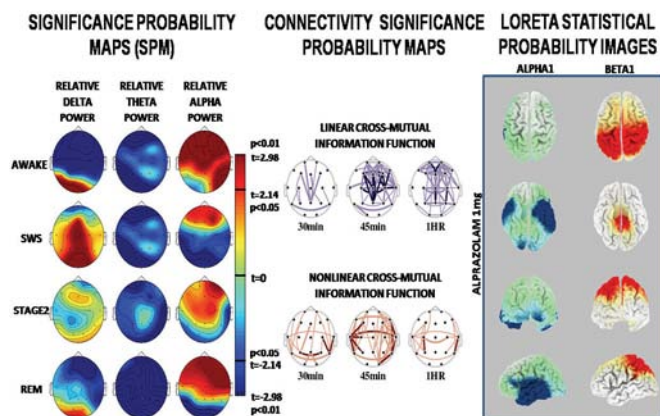 SIGNIFICANCE PROBABILITY
MAPS (SPM)
RELATIVE
DELTA
POWER
RELATIVE
THETA
POWER
RELATIVE
ALPHA
POWER
AWAKE
SWS
STAGE2
REM
p<0.01
t=2.98
t=2.14
p<0.05
t=0
p<0.05
t=-2.14
t=-2.98
p<0.01
CONNECTIVITY SIGNIFICANCE
PROBABILITY MAPS
LINEAR CROSS-MUTUAL
INFORMATION FUNCTION
30min
45min
1HR
NONLINEAR CROSS-MUTUAL
INFORMATION FUNCTION
30min
45min
1HR
LORETA STATISTICAL
PROBABILITY IMAGES
ALPHA1
BETA1
ALPRAZOLAM 1mg